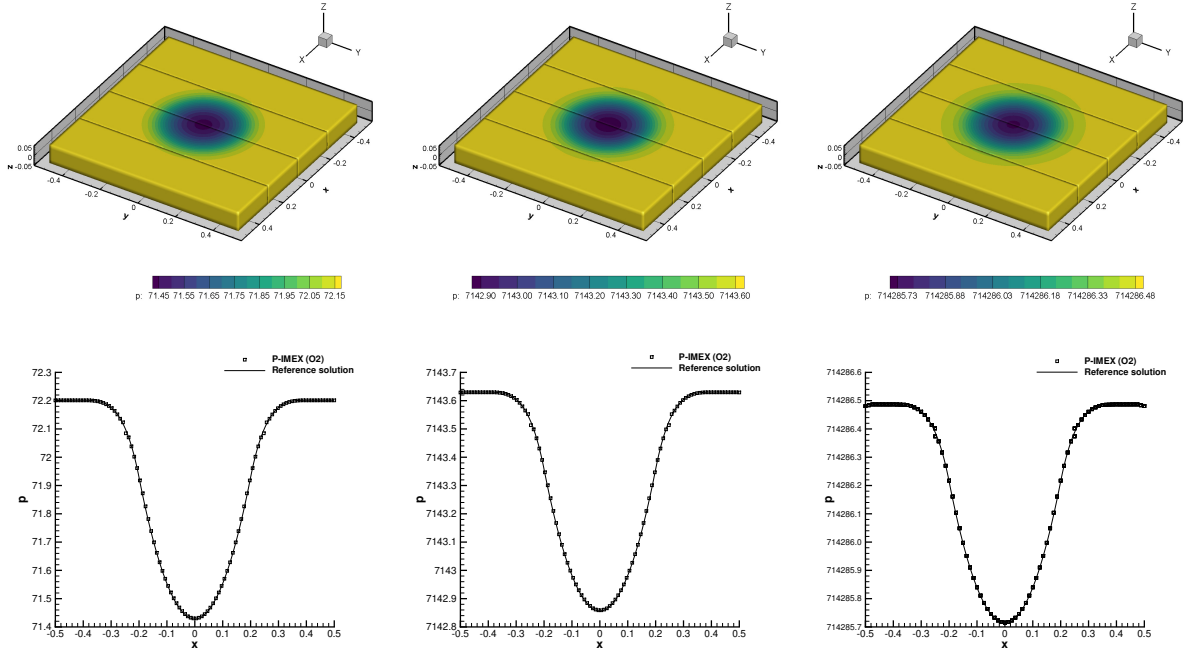 Z
X
Y
z
0.05
0
-0.05
-0.4
-0.2
0
0.2
0.4
y
0.2
0
-0.2
-0.4
x
0.4
p: 71.45 71.55 71.65 71.75 71.85 71.95 72.05 72.15
Z
X
Y
z
0.05
0
-0.05
-0.4
-0.2
0
0.2
0.4
y
0.2
0
-0.2
-0.4
x
0.4
p: 7142.90 7143.00 7143.10 7143.20 7143.30 7143.40 7143.50 7143.60
Z
X
Y
z
0.05
0
-0.05
-0.4
-0.2
0
0.2
0.4
y
0.2
0
-0.2
-0.4
x
0.4
p: 714285.73 714285.88 714286.03 714286.18 714286.33 714286.48
P-IMEX (O2)
Reference solution
72.3
72.2
72.1
72
71.9
71.8
71.7
71.6
71.5
71.4
p
-0.5 -0.4 -0.3 -0.2 -0.1 0 0.1 0.2 0.3 0.4 0.5
x
P-IMEX (O2)
Reference solution
7143.7
7143.6
7143.5
7143.4
7143.3
7143.2
7143.1
7143
7142.9
7142.8
p
-0.5 -0.4 -0.3 -0.2 -0.1 0 0.1 0.2 0.3 0.4 0.5
x
P-IMEX (O2)
Reference solution
714286.6
714286.5
714286.4
714286.3
714286.2
714286.1
714286.0
714285.9
714285.8
714285.7
p
-0.5 -0.4 -0.3 -0.2 -0.1 0 0.1 0.2 0.3 0.4 0.5
x